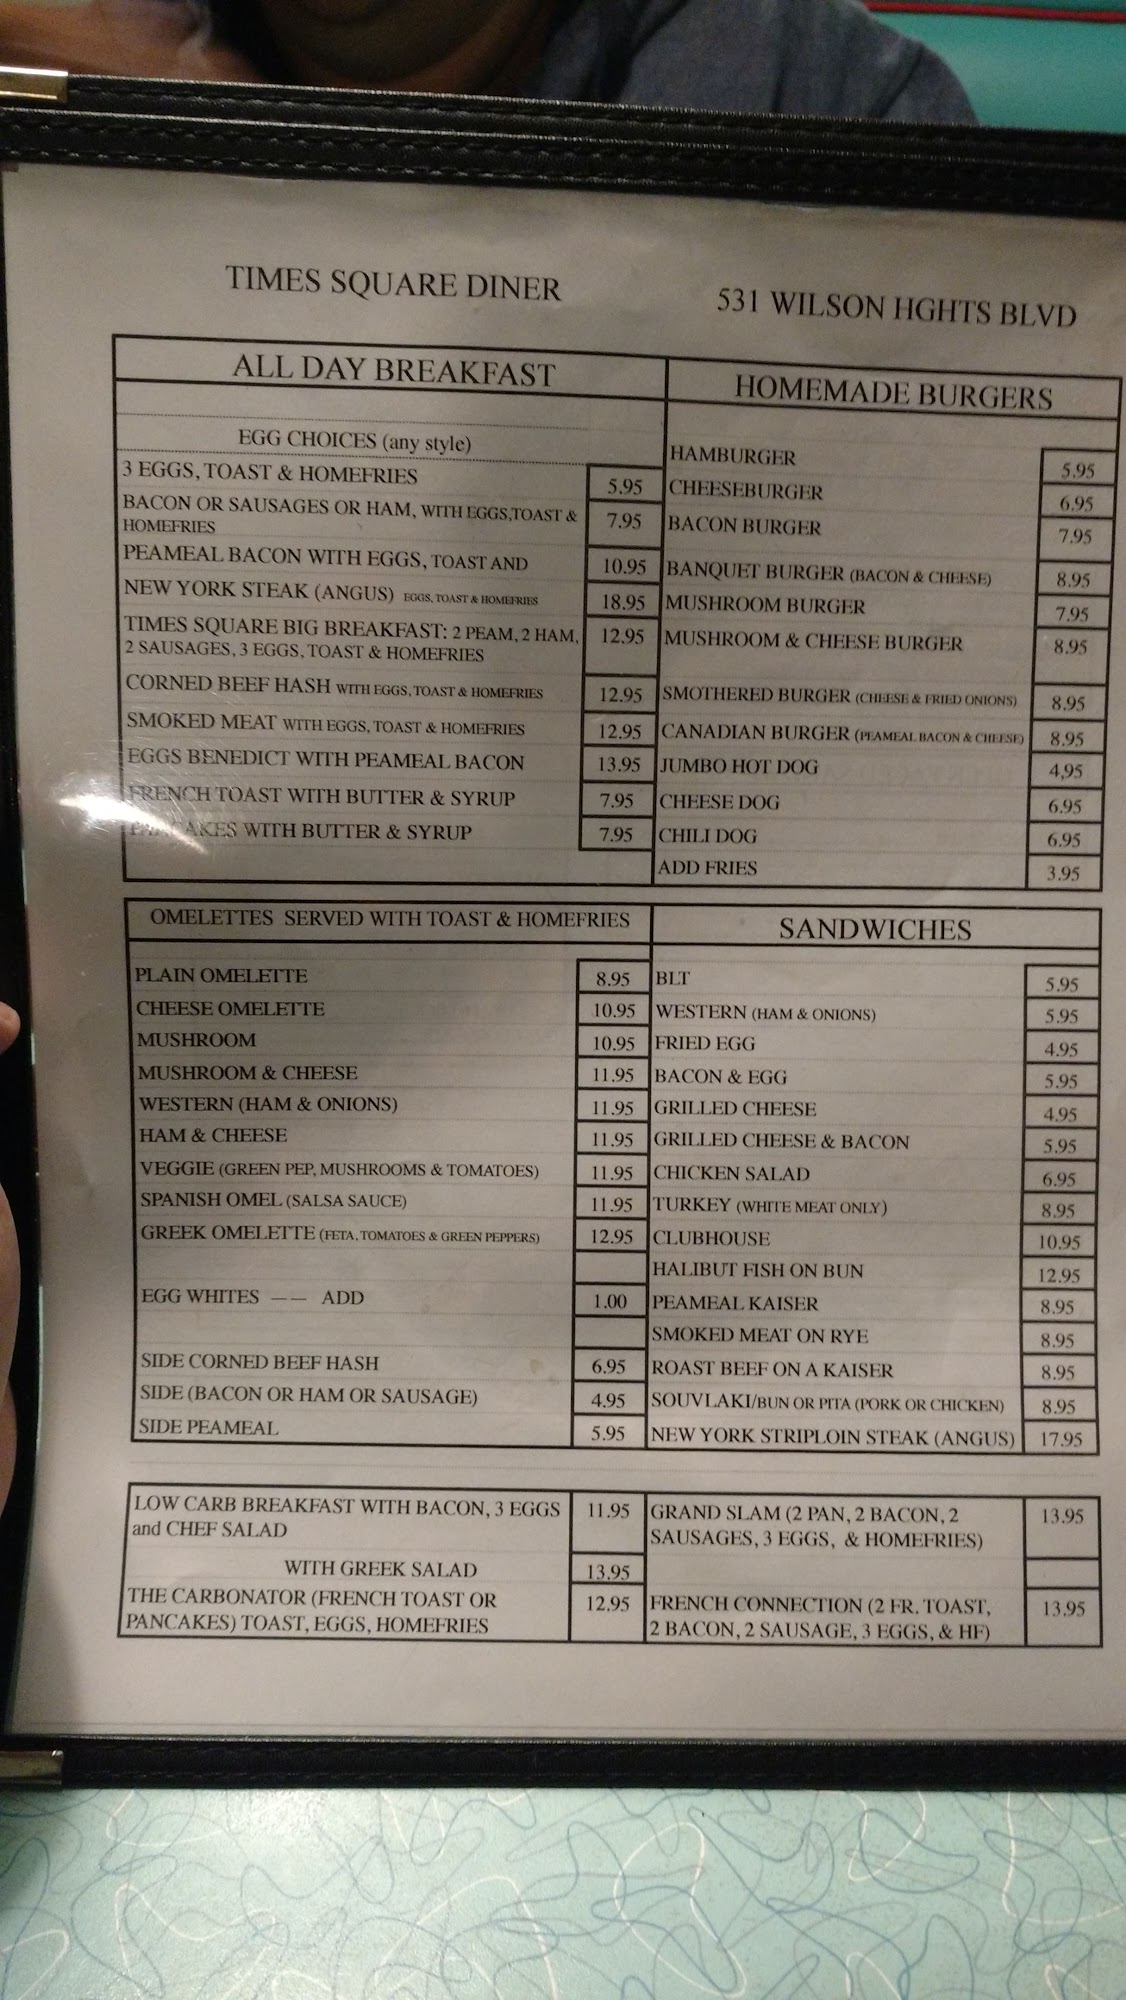 TIMES SQUARE DINER
531 WILSON HGHTS BLVD
ALL DAY BREAKFAST
EGG CHOICES (any style)
3 EGGS, TOAST & HOMEFRIES 5.95
BACON OR SAUSAGES OR HAM, WITH EGGS,TOAST & 7.95
HOMEFRIES
PEAMEAL BACON WITH EGGS, TOAST AND 10.95
NEW YORK STEAK (ANGUS) EGGS, TOAST & HOMEFRIES 18.95
TIMES SQUARE BIG BREAKFAST: 2 PEAM, 2 HAM, 12.95
2 SAUSAGES, 3 EGGS, TOAST & HOMEFRIES
CORNED BEEF HASH WITH EGGS, TOAST & HOMEFRIES 12.95
SMOKED MEAT WITH EGGS, TOAST & HOMEFRIES 12.95
EGGS BENEDICT WITH PEAMEAL BACON 13.95
FRENCH TOAST WITH BUTTER & SYRUP 7.95
PANCAKES WITH BUTTER & SYRUP 7.95
HOMEMADE BURGERS
HAMBURGER 5.95
CHEESEBURGER 6.95
BACON BURGER 7.95
BANQUET BURGER (BACON & CHEESE) 8.95
MUSHROOM BURGER 7.95
MUSHROOM & CHEESE BURGER 8.95
SMOTHERED BURGER (CHEESE & FRIED ONIONS) 8.95
CANADIAN BURGER (PEAMEAL BACON & CHEESE) 8.95
JUMBO HOT DOG 4,95
CHEESE DOG 6.95
CHILI DOG 6.95
ADD FRIES 3.95
OMELETTES SERVED WITH TOAST & HOMEFRIES
PLAIN OMELETTE 8.95
CHEESE OMELETTE 10.95
MUSHROOM 10.95
MUSHROOM & CHEESE 11.95
WESTERN (HAM & ONIONS) 11.95
HAM & CHEESE 11.95
VEGGIE (GREEN PEP, MUSHROOMS & TOMATOES) 11.95
SPANISH OMEL (SALSA SAUCE) 11.95
GREEK OMELETTE (FETA, TOMATOES & GREEN PEPPERS) 12.95
EGG WHITES —— ADD 1.00
SIDE CORNED BEEF HASH 6.95
SIDE (BACON OR HAM OR SAUSAGE) 4.95
SIDE PEAMEAL 5.95
SANDWICHES
BLT 5.95
WESTERN (HAM & ONIONS) 5.95
FRIED EGG 4.95
BACON & EGG 5.95
GRILLED CHEESE 4.95
GRILLED CHEESE & BACON 5.95
CHICKEN SALAD 6.95
TURKEY (WHITE MEAT ONLY) 8.95
CLUBHOUSE 10.95
HALIBUT FISH ON BUN 12.95
PEAMEAL KAISER 8.95
SMOKED MEAT ON RYE 8.95
ROAST BEEF ON A KAISER 8.95
SOUVLAKI/BUN OR PITA (PORK OR CHICKEN) 8.95
NEW YORK STRIPLOIN STEAK (ANGUS) 17.95
LOW CARB BREAKFAST WITH BACON, 3 EGGS 11.95
and CHEF SALAD
WITH GREEK SALAD 13.95
THE CARBONATOR (FRENCH TOAST OR 12.95
PANCAKES) TOAST, EGGS, HOMEFRIES
GRAND SLAM (2 PAN, 2 BACON, 2 13.95
SAUSAGES, 3 EGGS, & HOMEFRIES)
FRENCH CONNECTION (2 FR. TOAST, 13.95
2 BACON, 2 SAUSAGE, 3 EGGS, & HF)